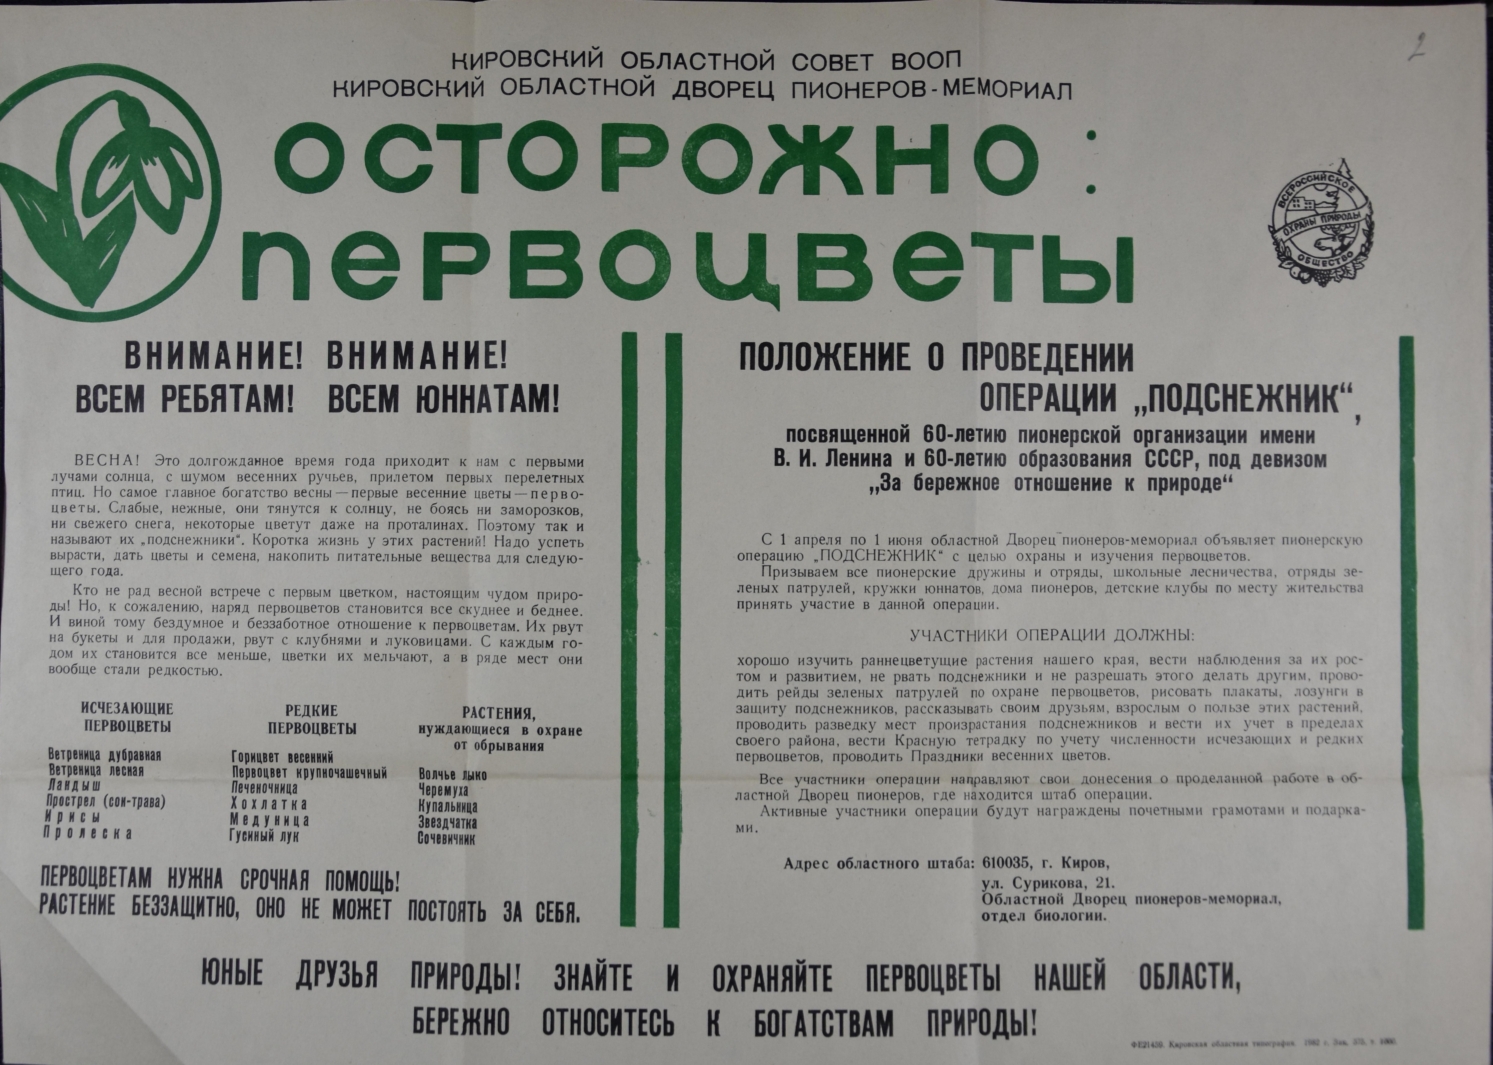 2
КИРОВСКИЙ ОБЛАСТНОЙ СОВЕТ ВООП
КИРОВСКИЙ ОБЛАСТНОЙ ДВОРЕЦ ПИОНЕРОВ-МЕМОРИАЛ
ОСТОРОЖНО:
ПЕРВОЦВЕТЫ
ВСЕРОССИЙСКОЕ
ОХРАНЫ ПРИРОДЫ
ОБЩЕСТВО
ВНИМАНИЕ! ВНИМАНИЕ!
ВСЕМ РЕБЯТАМ! ВСЕМ ЮННАТАМ!
ВЕСНА! Это долгожданное время года приходит к нам с первыми
лучами солнца, с шумом весенних ручьев, прилетом первых перелетных
птиц. Но самое главное богатство весны — первые весенние цветы — перво-
цветы. Слабые, нежные, они тянутся к солнцу, не боясь ни заморозков,
ни свежего снега, некоторые цветут даже на проталинах. Поэтому так и
называют их „подснежники“. Коротка жизнь у этих растений! Надо успеть
вырасти, дать цветы и семена, накопить питательные вещества для следую-
щего года.
Кто не рад весной встрече с первым цветком, настоящим чудом приро-
ды! Но, к сожалению, наряд первоцветов становится все скуднее и беднее.
И виной тому бездумное и беззаботное отношение к первоцветам. Их рвут
на букеты и для продажи, рвут с клубнями и луковицами. С каждым го-
дом их становится все меньше, цветки их мельчают, а в ряде мест они
вообще стали редкостью.
ИСЧЕЗАЮЩИЕ
ПЕРВОЦВЕТЫ
Ветреница дубравная
Ветреница лесная
Ландыш
Прострел (сон-трава)
Ирисы
Пролеска
РЕДКИЕ
ПЕРВОЦВЕТЫ
Горицвет весенний
Первоцвет крупночашечный
Печеночница
Хохлатка
Медуница
Гусиный лук
РАСТЕНИЯ,
нуждающиеся в охране
от обрывания
Волчье лыко
Черемуха
Купальница
Звездчатка
Сочевичник
ПЕРВОЦВЕТАМ НУЖНА СРОЧНАЯ ПОМОЩЬ!
РАСТЕНИЕ БЕЗЗАЩИТНО, ОНО НЕ МОЖЕТ ПОСТОЯТЬ ЗА СЕБЯ.
ПОЛОЖЕНИЕ О ПРОВЕДЕНИИ
ОПЕРАЦИИ „ПОДСНЕЖНИК“,
посвященной 60-летию пионерской организации имени
В. И. Ленина и 60-летию образования СССР, под девизом
„За бережное отношение к природе“
С 1 апреля по 1 июня областной Дворец пионеров-мемориал объявляет пионерскую
операцию „ПОДСНЕЖНИК“ с целью охраны и изучения первоцветов.
Призываем все пионерские дружины и отряды, школьные лесничества, отряды зе-
леных патрулей, кружки юннатов, дома пионеров, детские клубы по месту жительства
принять участие в данной операции.
УЧАСТНИКИ ОПЕРАЦИИ ДОЛЖНЫ:
хорошо изучить раннецветущие растения нашего края, вести наблюдения за их рос-
том и развитием, не рвать подснежники и не разрешать этого делать другим, прово-
дить рейды зеленых патрулей по охране первоцветов, рисовать плакаты, лозунги в
защиту подснежников, рассказывать своим друзьям, взрослым о пользе этих растений,
проводить разведку мест произрастания подснежников и вести их учет в пределах
своего района, вести Красную тетрадку по учету численности исчезающих и редких
первоцветов, проводить Праздники весенних цветов.
Все участники операции направляют свои донесения о проделанной работе в об-
ластной Дворец пионеров, где находится штаб операции.
Активные участники операции будут награждены почетными грамотами и подарка-
ми.
Адрес областного штаба: 610035, г. Киров,
ул. Сурикова, 21.
Областной Дворец пионеров-мемориал,
отдел биологии.
ЮНЫЕ ДРУЗЬЯ ПРИРОДЫ! ЗНАЙТЕ И ОХРАНЯЙТЕ ПЕРВОЦВЕТЫ НАШЕЙ ОБЛАСТИ,
БЕРЕЖНО ОТНОСИТЕСЬ К БОГАТСТВАМ ПРИРОДЫ!
ФЕ21420. Кировская областная типография. 1982 г. Зак. т. 1000.